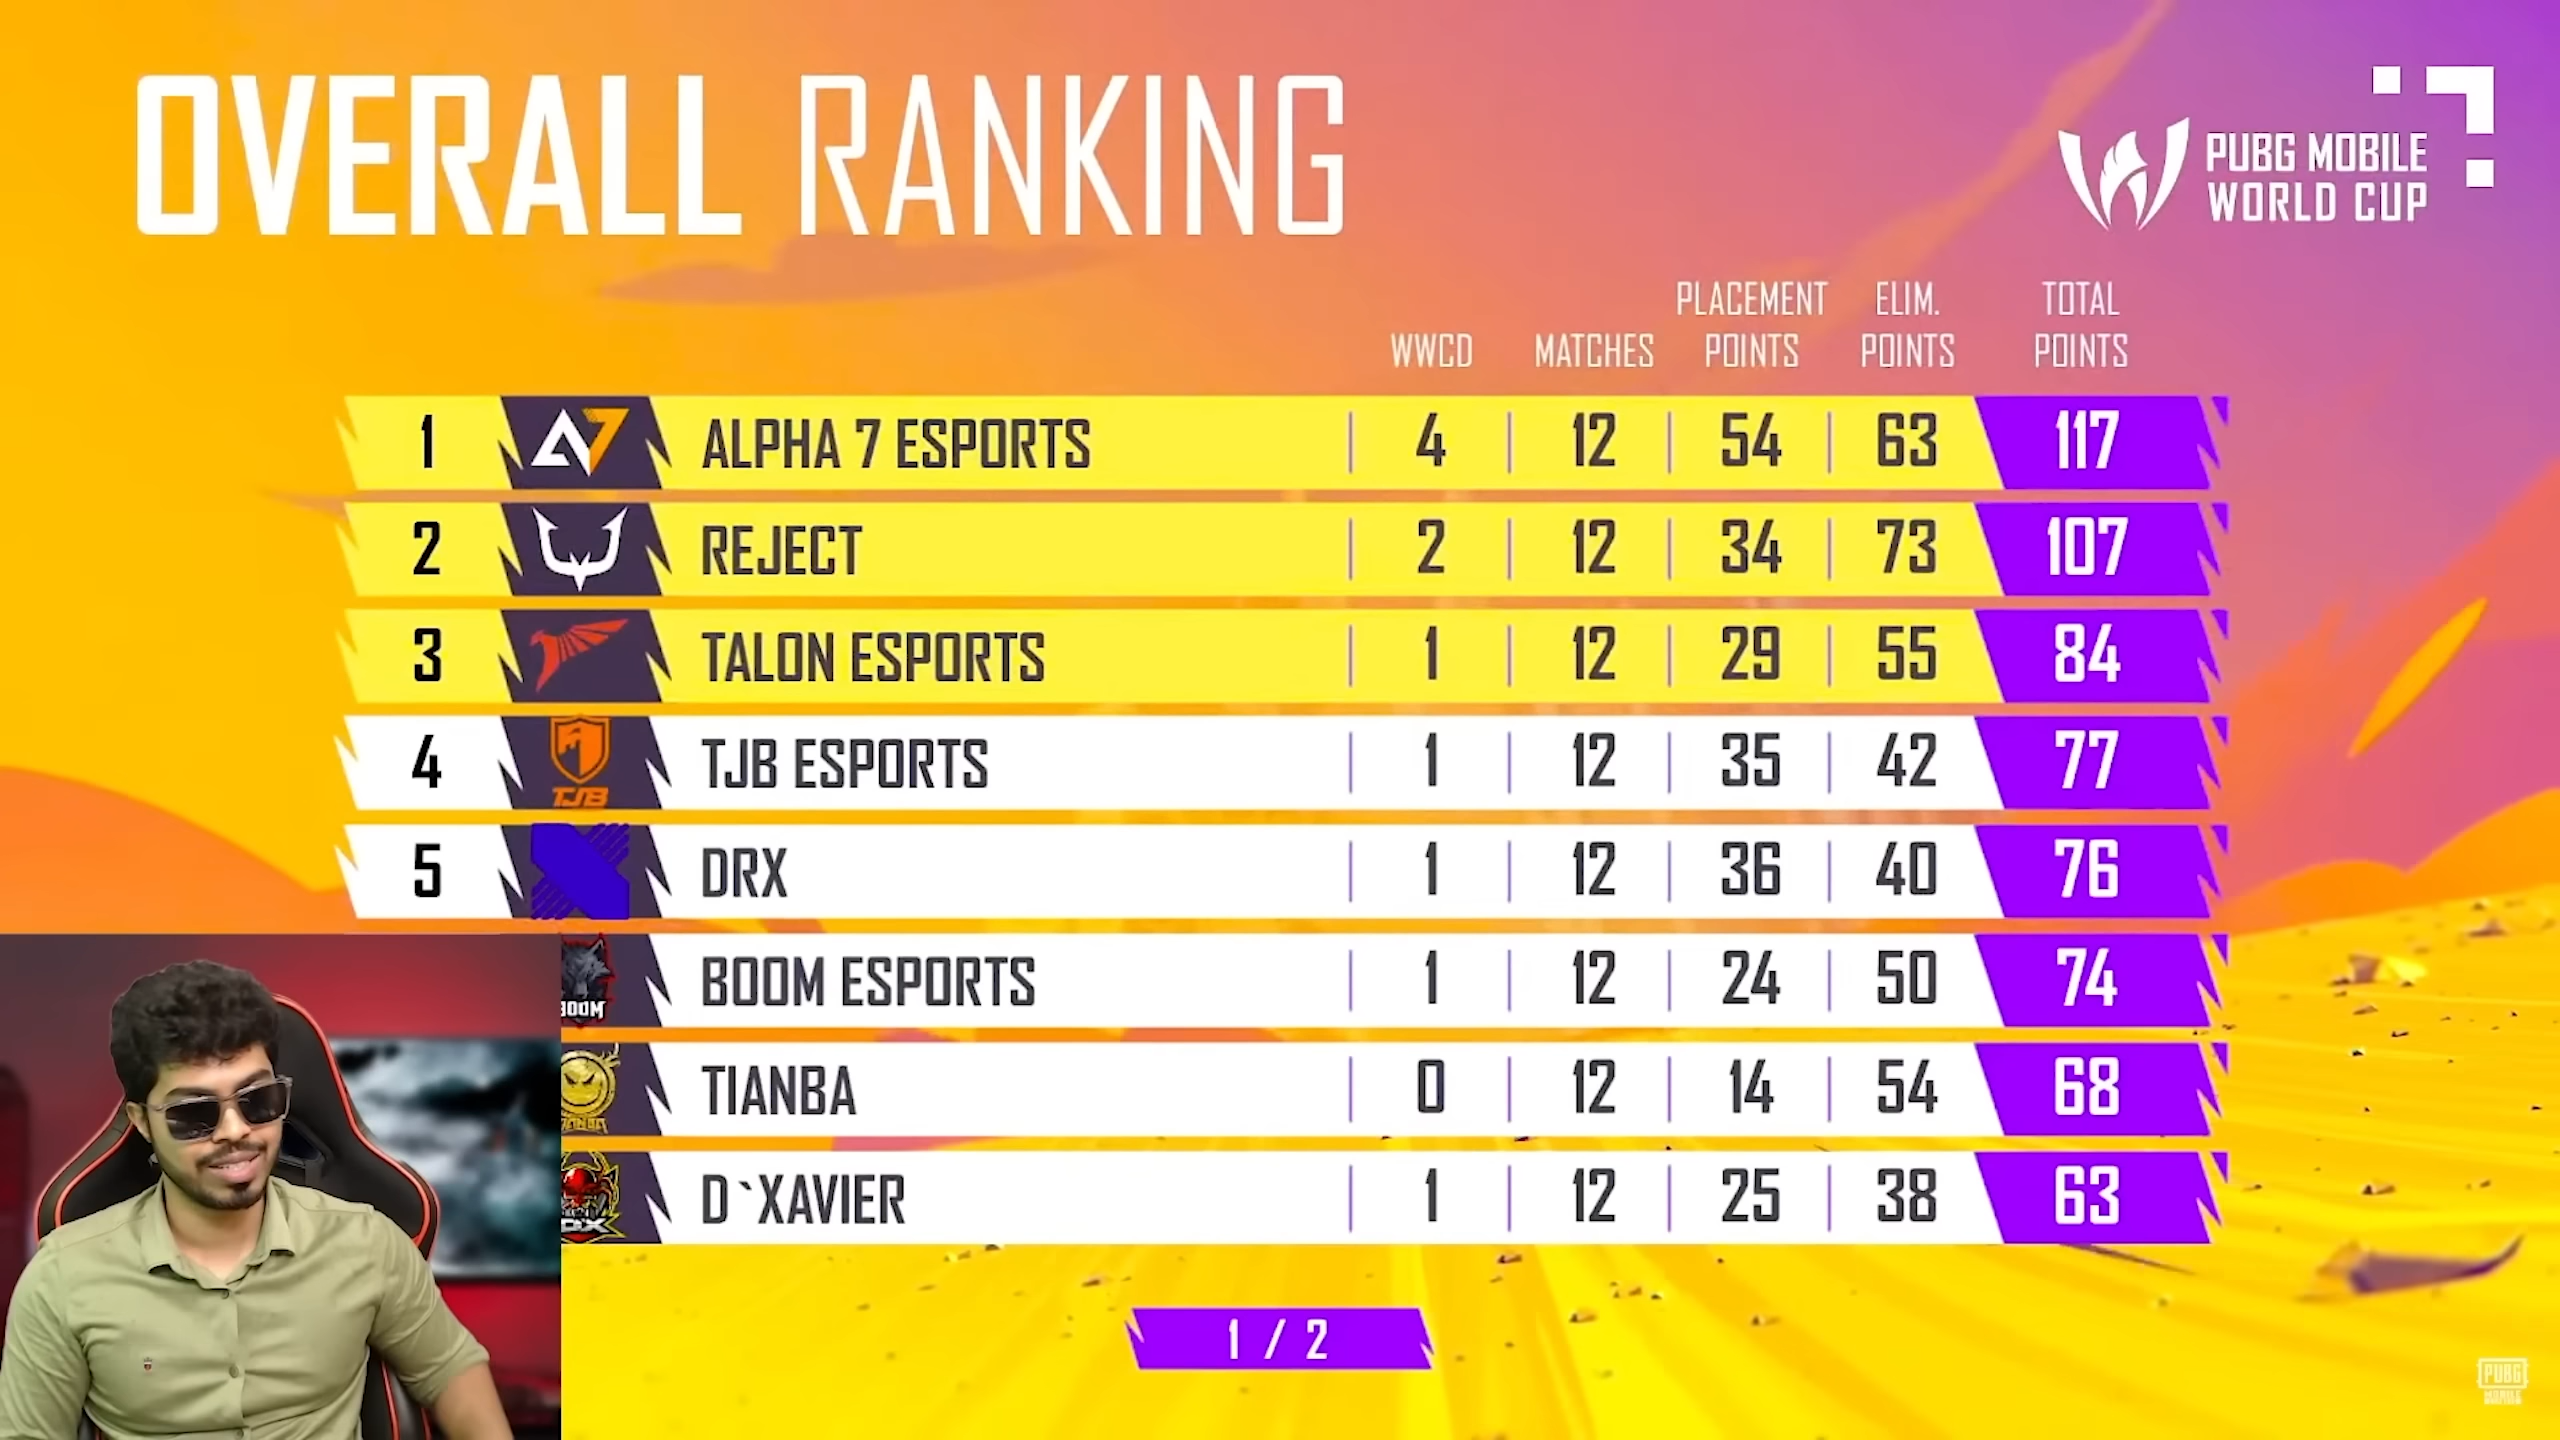 OVERALL RANKING
PUBG MOBILE
WORLD CUP
WWCD MATCHES PLACEMENT POINTS ELIM. POINTS TOTAL POINTS
1 A7 ALPHA 7 ESPORTS 4 12 54 63 117
2 REJECT 2 12 34 73 107
3 TALON ESPORTS 1 12 29 55 84
4 TJB TJB ESPORTS 1 12 35 42 77
5 DRX 1 12 36 40 76
BOOM BOOM ESPORTS 1 12 24 50 74
TIANBA 0 12 14 54 68
DX D`XAVIER 1 12 25 38 63
1 / 2
PUBG
MOBILE